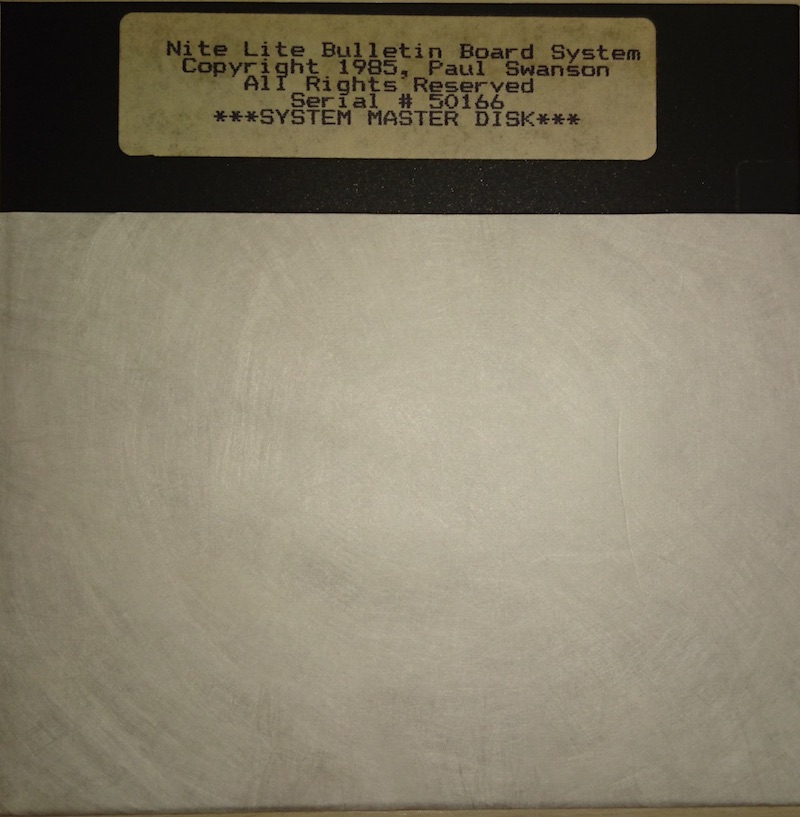 Nite Lite Bulletin Board System
Copyright 1985, Paul Swanson
All Rights Reserved
Serial # 50166
***SYSTEM MASTER DISK***